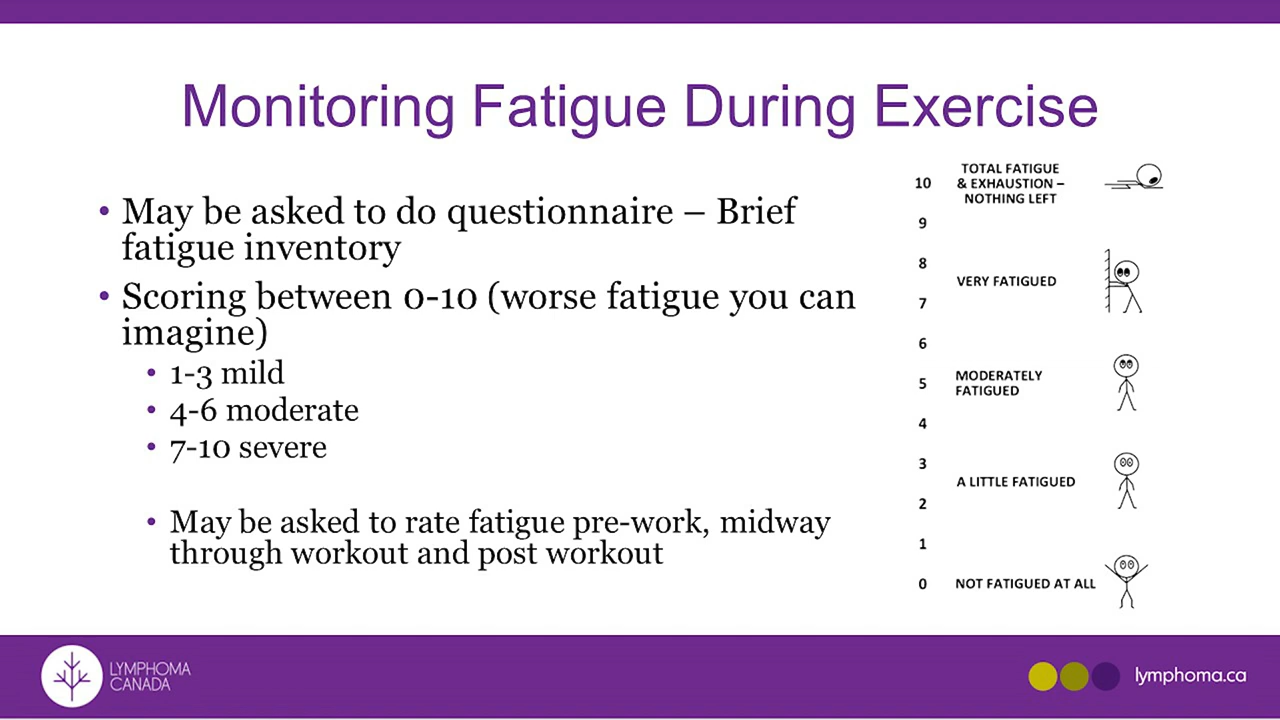 Monitoring Fatigue During Exercise
• May be asked to do questionnaire – Brief
fatigue inventory
• Scoring between 0-10 (worse fatigue you can
imagine)
• 1-3 mild
• 4-6 moderate
• 7-10 severe
• May be asked to rate fatigue pre-work, midway
through workout and post workout
TOTAL FATIGUE
10 & EXHAUSTION –
NOTHING LEFT
9
8
VERY FATIGUED
7
6
MODERATELY
5
FATIGUED
4
3
A LITTLE FATIGUED
2
1
0 NOT FATIGUED AT ALL
LYMPHOMA
CANADA
lymphoma.ca